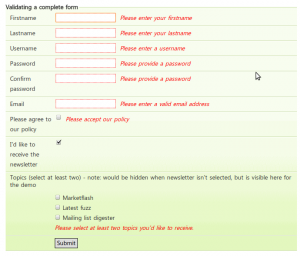 Validating a complete form
Firstname Please enter your firstname
Lastname Please enter your lastname
Username Please enter a username
Password Please provide a password
Confirm Please provide a password
password
Email Please enter a valid email address
Please agree to Please accept our policy
our policy
I'd like to
receive the
newsletter
Topics (select at least two) - note: would be hidden when newsletter isn't selected, but is visible here for
the demo
Marketflash
Latest fuzz
Mailing list digester
Please select at least two topics you'd like to receive.
Submit